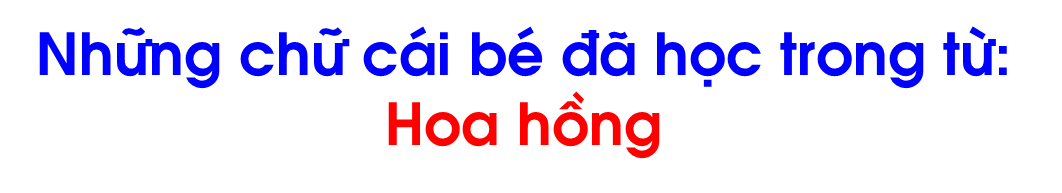 Những chữ cái bé đã học trong từ:
Hoa hồng